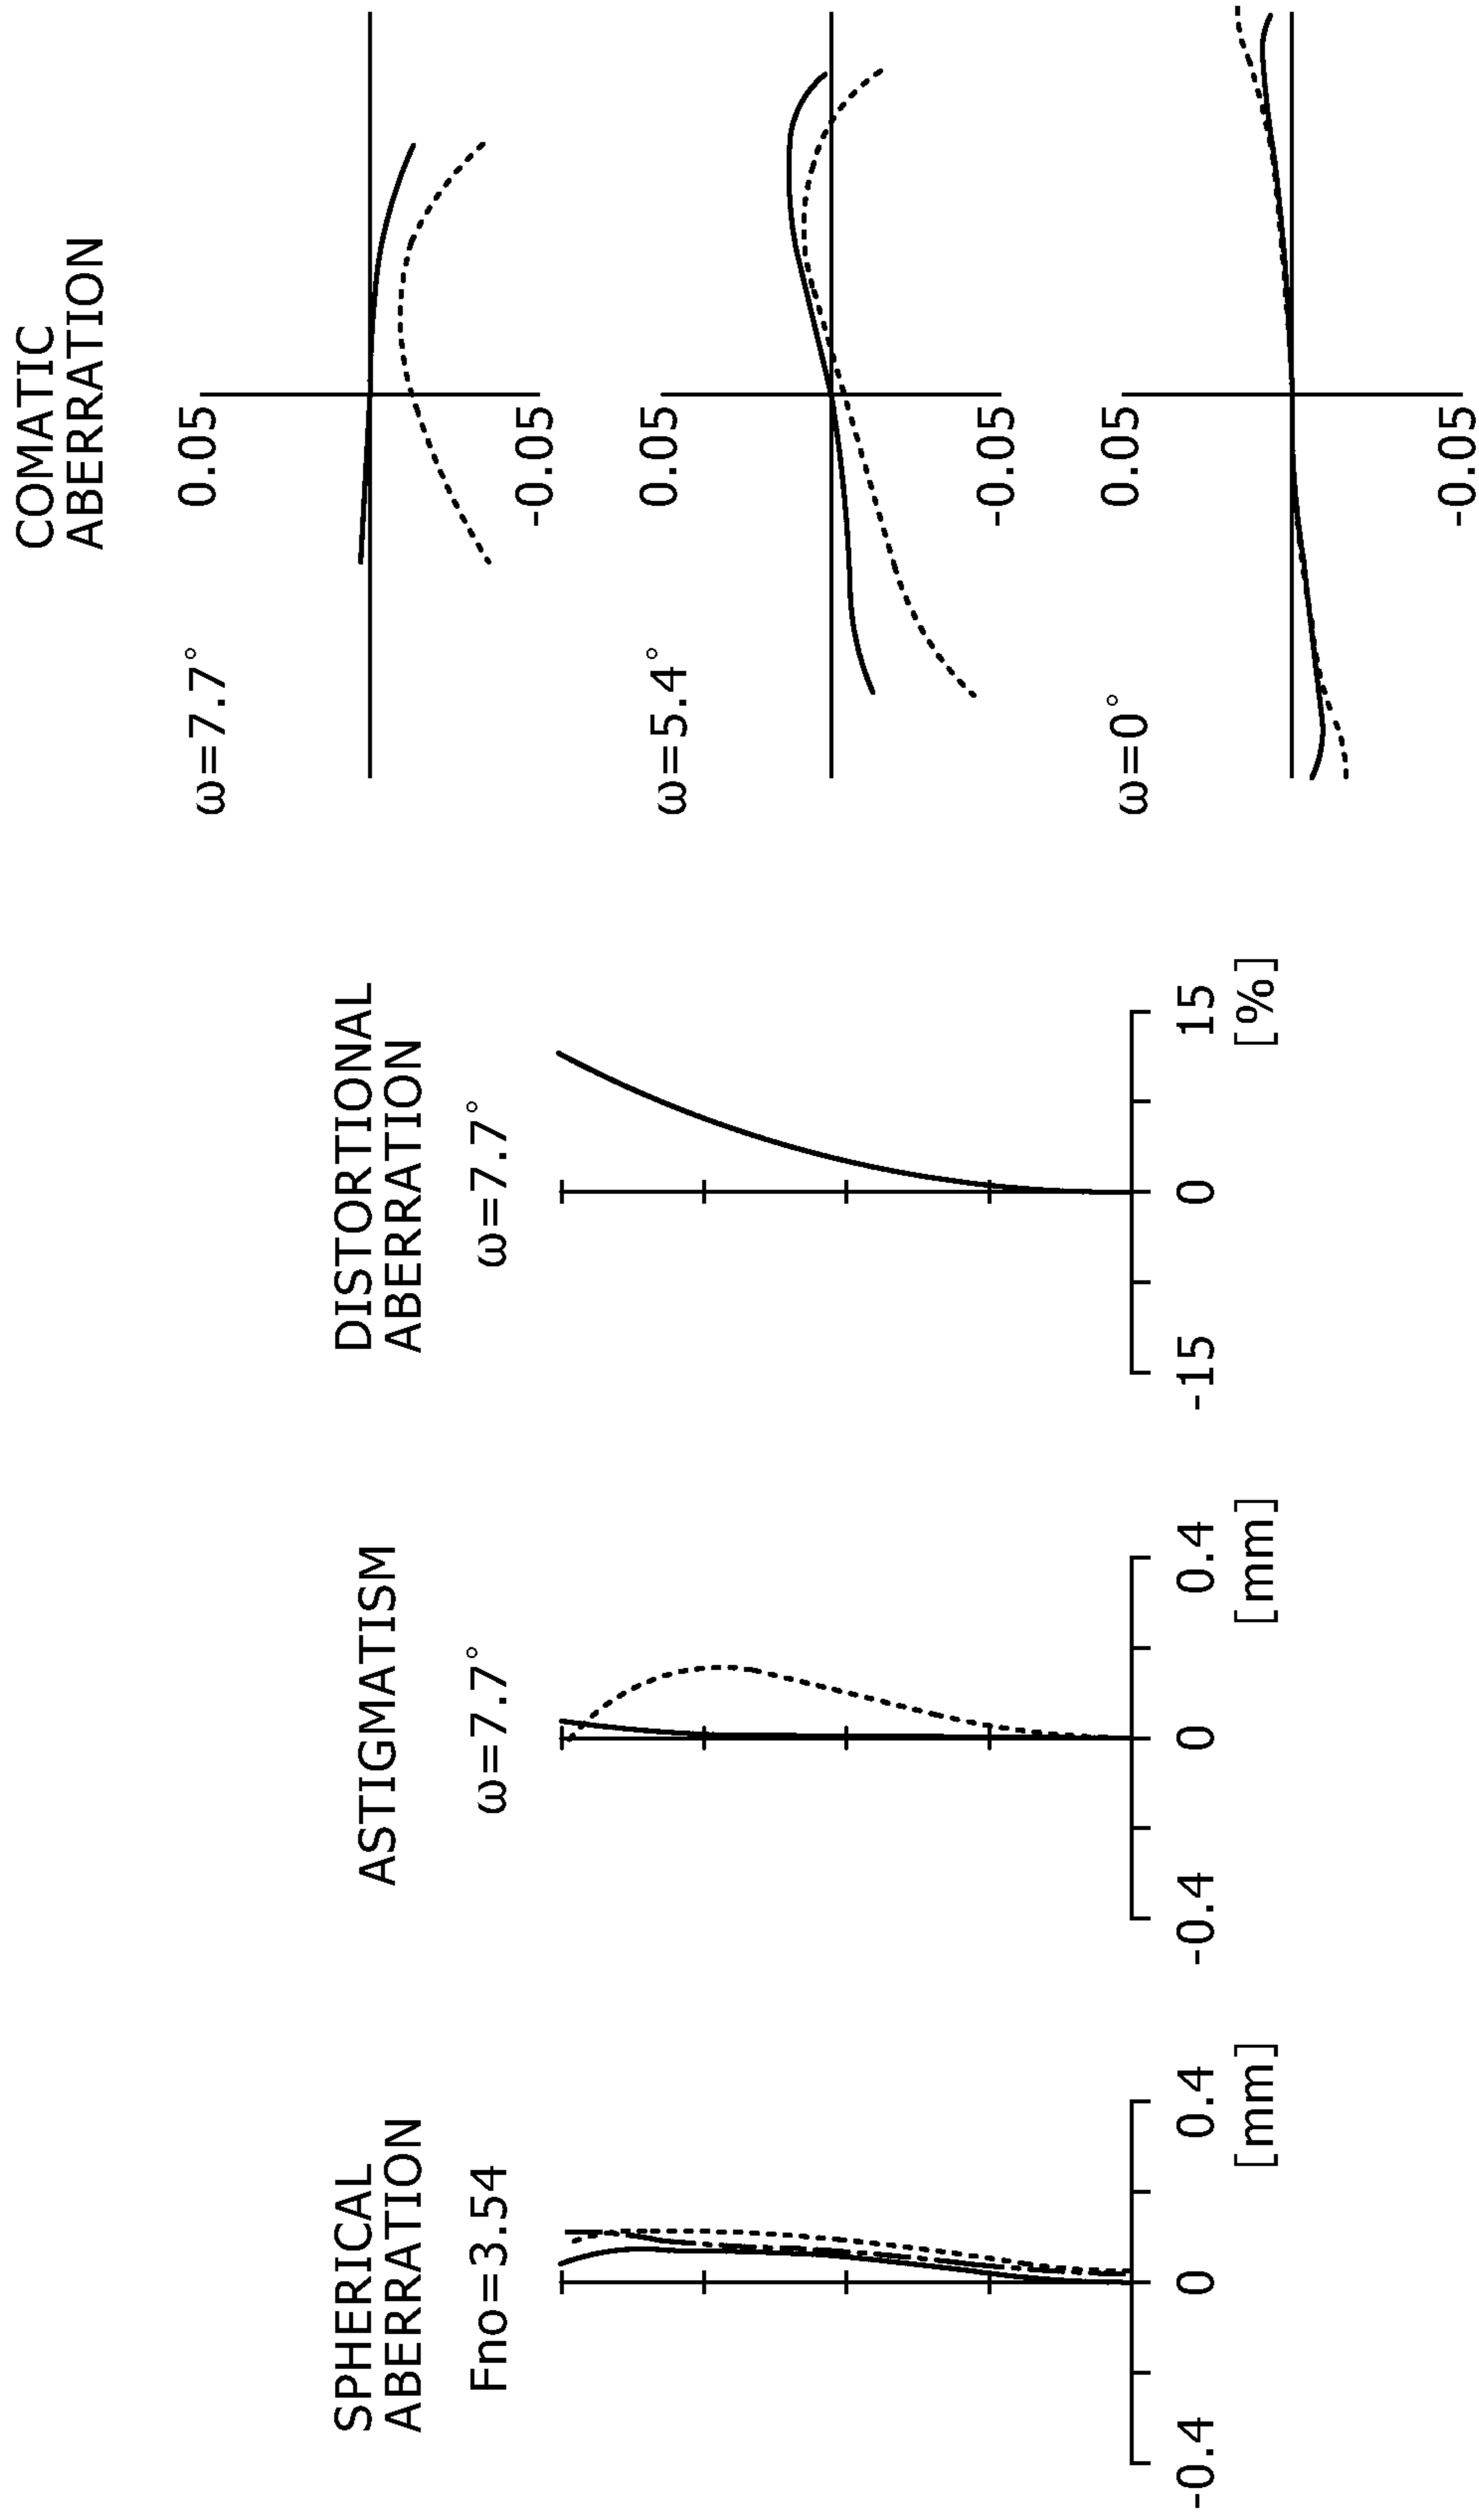 SPHERICAL
ABERRATION
Fno=3.54
-0.4
0
0.4
[mm]
ASTIGMATISM
ω=7.7°
-0.4
0
0.4
[mm]
DISTORTIONAL
ABERRATION
ω=7.7°
-15
0
15
[%]
COMATIC
ABERRATION
ω=7.7°
0.05
-0.05
ω=5.4°
0.05
-0.05
ω=0°
0.05
-0.05